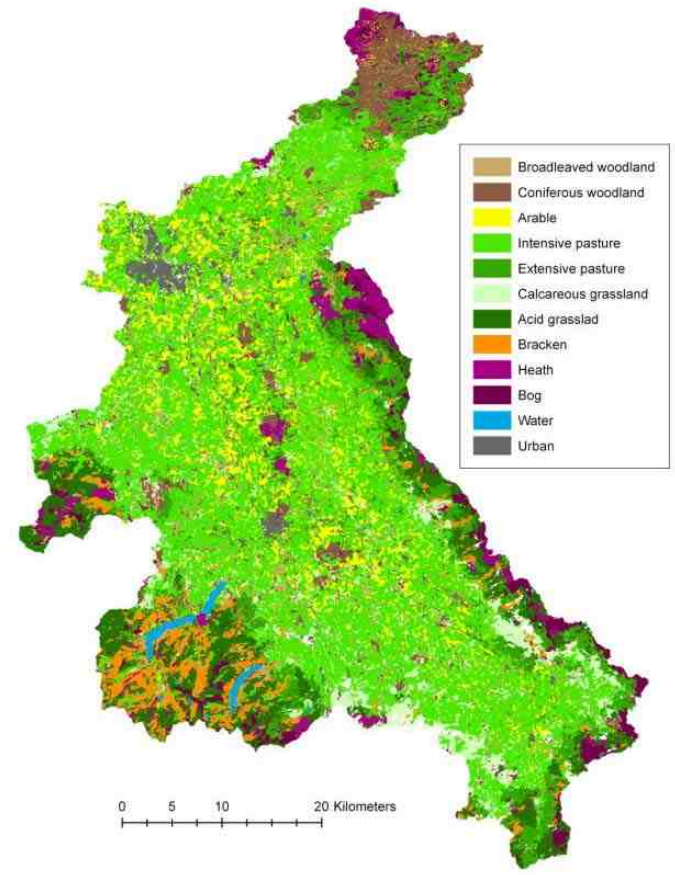 Broadleaved woodland
Coniferous woodland
Arable
Intensive pasture
Extensive pasture
Calcareous grassland
Acid grasslad
Bracken
Heath
Bog
Water
Urban
0 5 10 20 Kilometers